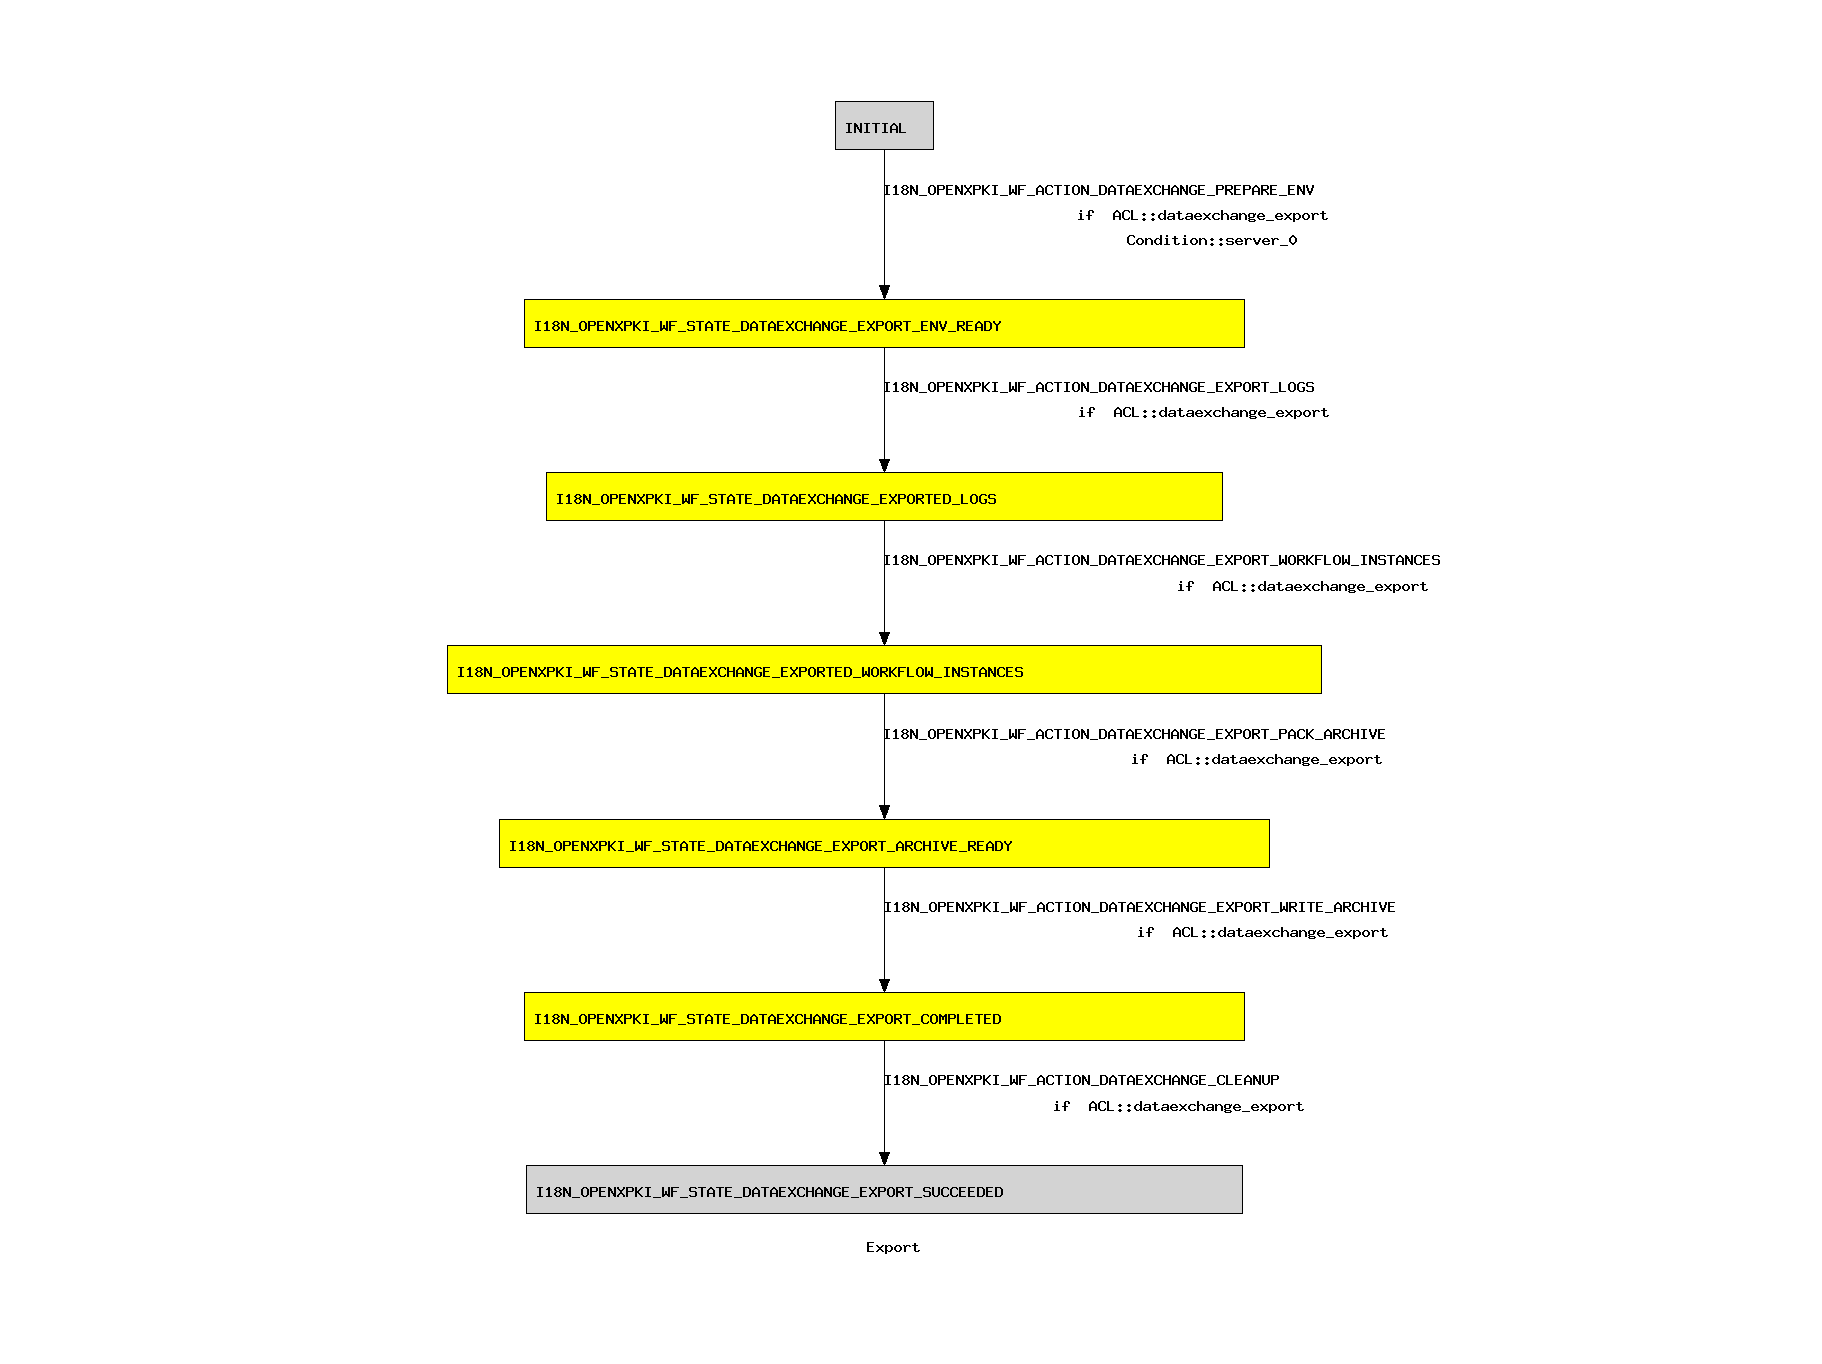 INITIAL
I18N_OPENXPKI_WF_ACTION_DATAEXCHANGE_PREPARE_ENV
if ACL::dataexchange_export
Condition::server_0
I18N_OPENXPKI_WF_STATE_DATAEXCHANGE_EXPORT_ENV_READY
I18N_OPENXPKI_WF_ACTION_DATAEXCHANGE_EXPORT_LOGS
if ACL::dataexchange_export
I18N_OPENXPKI_WF_STATE_DATAEXCHANGE_EXPORTED_LOGS
I18N_OPENXPKI_WF_ACTION_DATAEXCHANGE_EXPORT_WORKFLOW_INSTANCES
if ACL::dataexchange_export
I18N_OPENXPKI_WF_STATE_DATAEXCHANGE_EXPORTED_WORKFLOW_INSTANCES
I18N_OPENXPKI_WF_ACTION_DATAEXCHANGE_EXPORT_PACK_ARCHIVE
if ACL::dataexchange_export
I18N_OPENXPKI_WF_STATE_DATAEXCHANGE_EXPORT_ARCHIVE_READY
I18N_OPENXPKI_WF_ACTION_DATAEXCHANGE_EXPORT_WRITE_ARCHIVE
if ACL::dataexchange_export
I18N_OPENXPKI_WF_STATE_DATAEXCHANGE_EXPORT_COMPLETED
I18N_OPENXPKI_WF_ACTION_DATAEXCHANGE_CLEANUP
if ACL::dataexchange_export
I18N_OPENXPKI_WF_STATE_DATAEXCHANGE_EXPORT_SUCCEEDED
Export